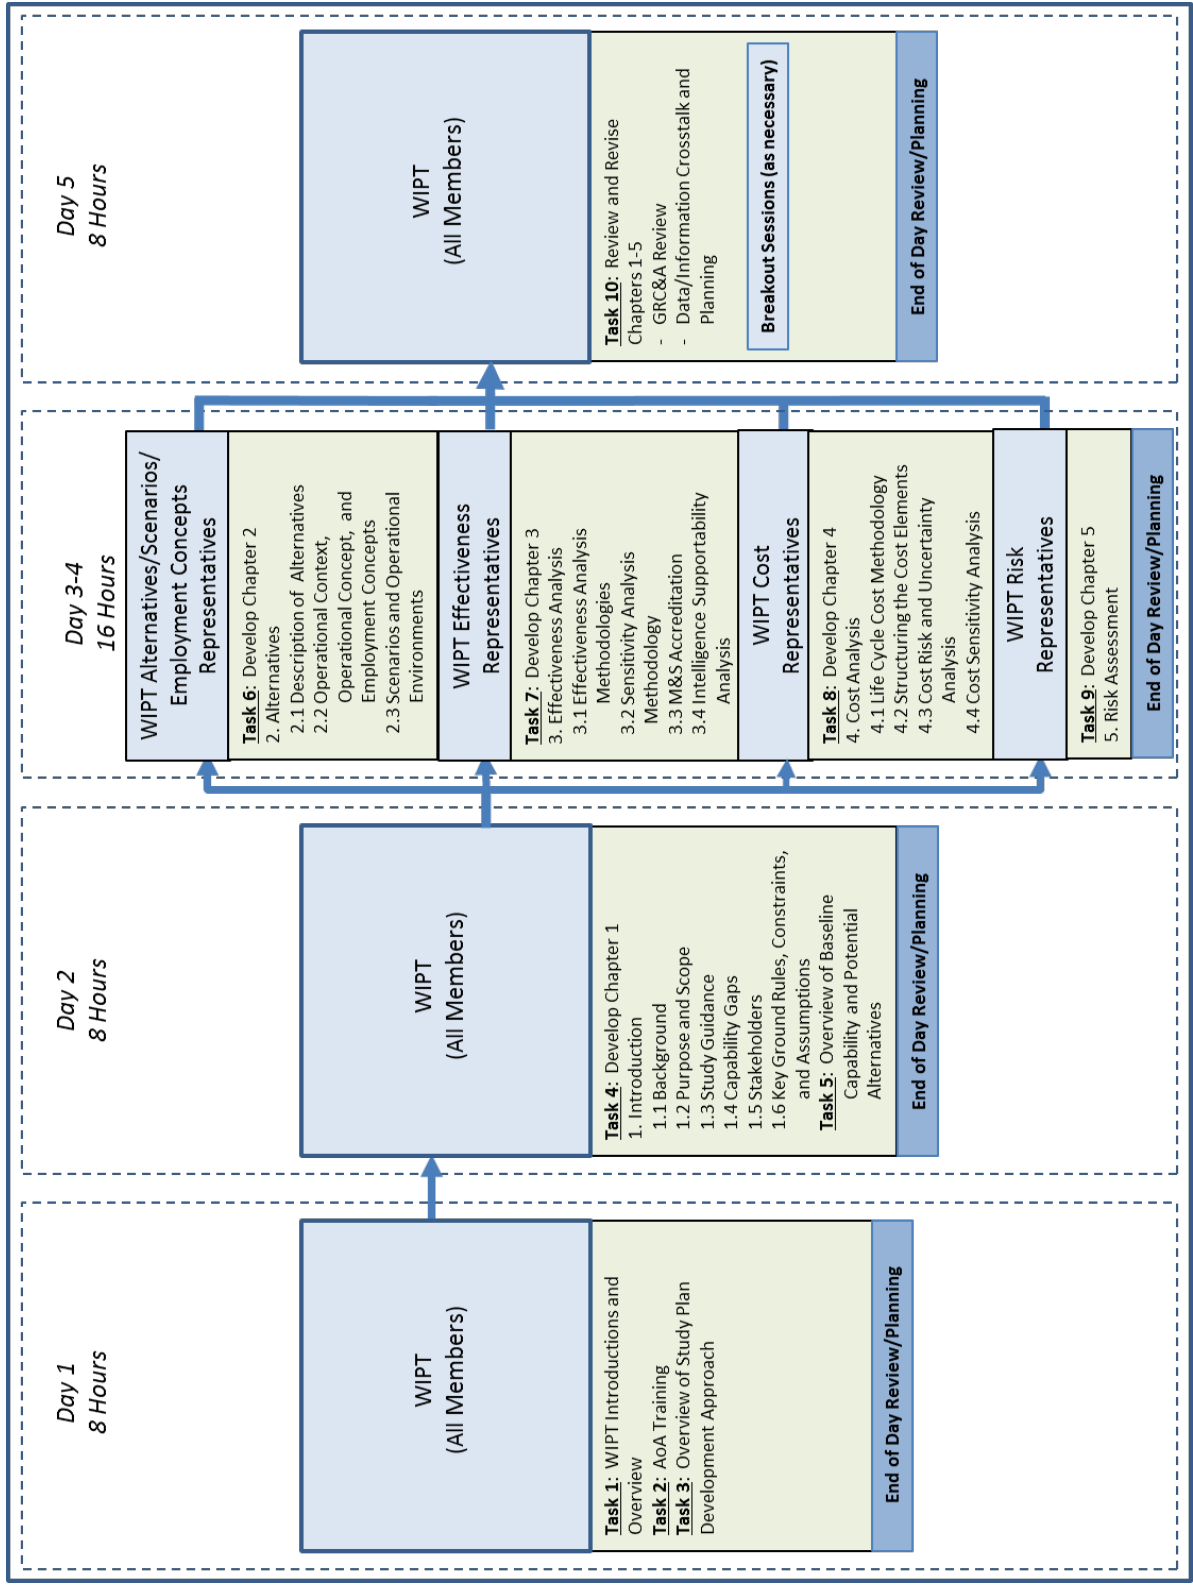 Day 1
8 Hours
WIPT
(All Members)
Task 1: WIPT Introductions and
Overview
Task 2: AoA Training
Task 3: Overview of Study Plan
Development Approach
End of Day Review/Planning
Day 2
8 Hours
WIPT
(All Members)
Task 4: Develop Chapter 1
1. Introduction
1.1 Background
1.2 Purpose and Scope
1.3 Study Guidance
1.4 Capability Gaps
1.5 Stakeholders
1.6 Key Ground Rules, Constraints,
and Assumptions
Task 5: Overview of Baseline
Capability and Potential
Alternatives
End of Day Review/Planning
Day 3-4
16 Hours
WIPT Alternatives/Scenarios/
Employment Concepts
Representatives
Task 6: Develop Chapter 2
2. Alternatives
2.1 Description of Alternatives
2.2 Operational Context,
Operational Concept, and
Employment Concepts
2.3 Scenarios and Operational
Environments
WIPT Effectiveness
Representatives
Task 7: Develop Chapter 3
3. Effectiveness Analysis
3.1 Effectiveness Analysis
Methodologies
3.2 Sensitivity Analysis
Methodology
3.3 M&S Accreditation
3.4 Intelligence Supportability
Analysis
WIPT Cost
Representatives
Task 8: Develop Chapter 4
4. Cost Analysis
4.1 Life Cycle Cost Methodology
4.2 Structuring the Cost Elements
4.3 Cost Risk and Uncertainty
Analysis
4.4 Cost Sensitivity Analysis
WIPT Risk
Representatives
Task 9: Develop Chapter 5
5. Risk Assessment
End of Day Review/Planning
Day 5
8 Hours
WIPT
(All Members)
Task 10: Review and Revise
Chapters 1-5
- GRC&A Review
- Data/Information Crosstalk and
Planning
Breakout Sessions (as necessary)
End of Day Review/Planning